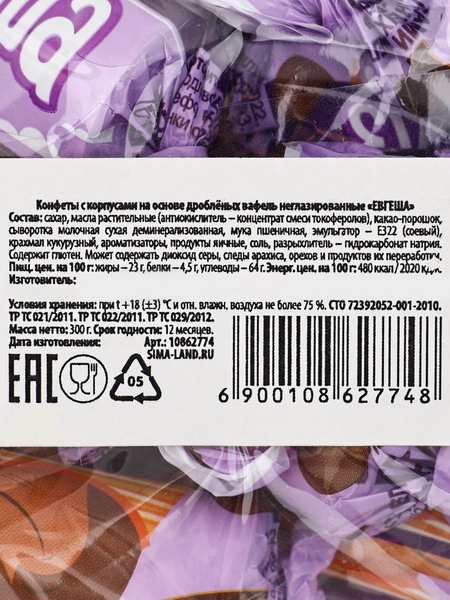 Конфеты с корпусами на основе дроблёных вафель неглазированные «ЕВГЕША»
Состав: сахар, масла растительные (антиокислитель – концентрат смеси токоферолов), какао-порошок,
сыворотка молочная сухая деминерализованная, мука пшеничная, эмульгатор – E322 (соевый),
крахмал кукурузный, ароматизаторы, продукты яичные, соль, разрыхлитель – гидрокарбонат натрия.
Содержит глютен. Может содержать диоксид серы, следы арахиса, орехов и продуктов их переработки.
Пищ. цен. на 100 г: жиры – 23 г, белки – 4,5 г, углеводы – 64 г. Энерг. цен. на 100 г: 480 ккал / 2020 кДж.
Изготовитель:
Условия хранения: при t +18 (±3) °С и отн. влажн. воздуха не более 75 %. СТО 72392052-001-2010.
ТР ТС 021/2011. ТР ТС 022/2011. ТР ТС 029/2012.
Масса нетто: 300 г. Срок годности: 12 месяцев.
Дата изготовления: Арт.: 10862774
SIMA-LAND.RU
EAC
05
6 900108 627748